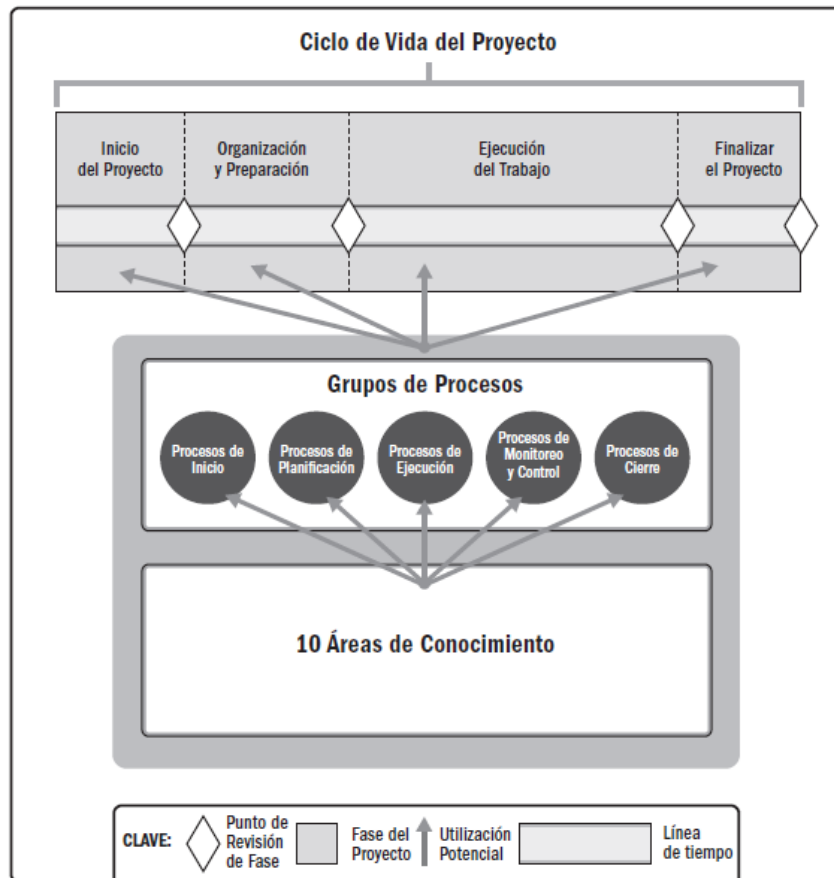 Ciclo de Vida del Proyecto
Inicio
del Proyecto
Organización
y Preparación
Ejecución
del Trabajo
Finalizar
el Proyecto
Grupos de Procesos
Procesos de
Inicio
Procesos de
Planificación
Procesos de
Ejecución
Procesos de
Monitoreo
y Control
Procesos de
Cierre
10 Áreas de Conocimiento
CLAVE:
Punto de
Revisión
de Fase
Fase del
Proyecto
Utilización
Potencial
Línea
de tiempo